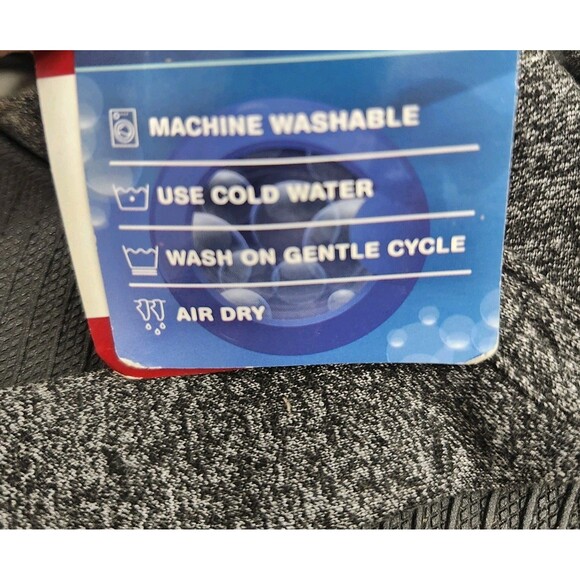 MACHINE WASHABLE
USE COLD WATER
WASH ON GENTLE CYCLE
AIR DRY